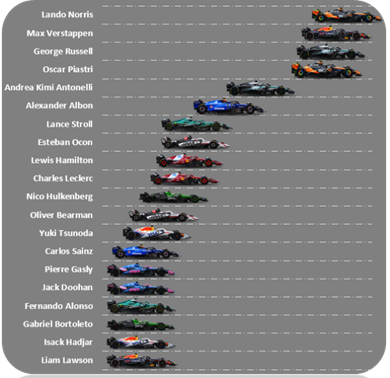 Lando Norris
Max Verstappen
George Russell
Oscar Piastri
Andrea Kimi Antonelli
Alexander Albon
Lance Stroll
Esteban Ocon
Lewis Hamilton
Charles Leclerc
Nico Hulkenberg
Oliver Bearman
Yuki Tsunoda
Carlos Sainz
Pierre Gasly
Jack Doohan
Fernando Alonso
Gabriel Bortoleto
Isack Hadjar
Liam Lawson